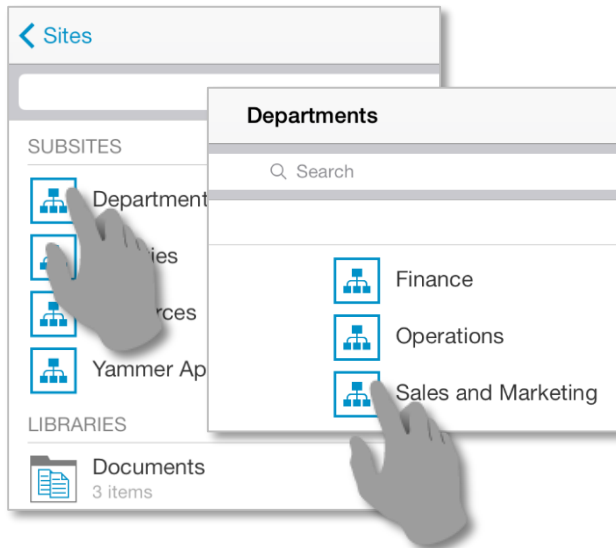 Sites
SUBSITES
Department
Yammer Ap
LIBRARIES
Documents
3 items
Departments
Search
Finance
Operations
Sales and Marketing